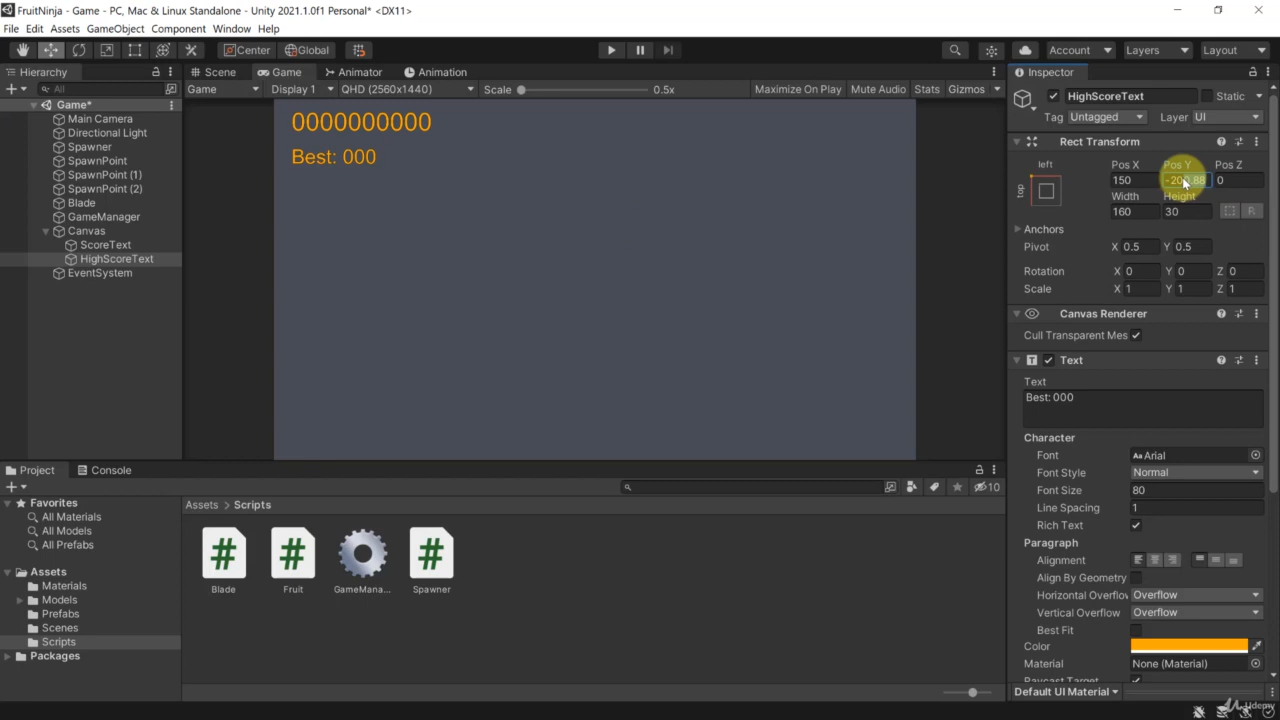 FruitNinja - Game - PC, Mac & Linux Standalone - Unity 2021.1.0f1 Personal* <DX11>
File Edit Assets GameObject Component Window Help
Center Global Account Layers Layout
Hierarchy Scene Game Animator Animation Inspector
All Game Display 1 QHD (2560x1440) Scale 0.5x Maximize On Play Mute Audio Stats Gizmos
Game*
Main Camera
Directional Light
Spawner
SpawnPoint
SpawnPoint (1)
SpawnPoint (2)
Blade
GameManager
Canvas
ScoreText
HighScoreText
EventSystem
0000000000
Best: 000
HighScoreText Static
Tag Untagged Layer UI
Rect Transform
left Pos X Pos Y Pos Z
top 150 0
Width Height
160 30 R
Anchors
Pivot X 0.5 Y 0.5
Rotation X 0 Y 0 Z 0
Scale X 1 Y 1 Z 1
Canvas Renderer
Cull Transparent Mes
Text
Text
Best: 000
Character
Font Aa Arial
Font Style Normal
Font Size 80
Line Spacing 1
Rich Text
Paragraph
Alignment
Align By Geometry
Horizontal Overflow Overflow
Vertical Overflow Overflow
Best Fit
Color
Material None (Material)
Raycast Target
Default UI Material
Project Console
10
Favorites
All Materials
All Models
All Prefabs
Assets
Materials
Models
Prefabs
Scenes
Scripts
Packages
Assets > Scripts
# # #
Blade Fruit GameMana... Spawner
Udemy